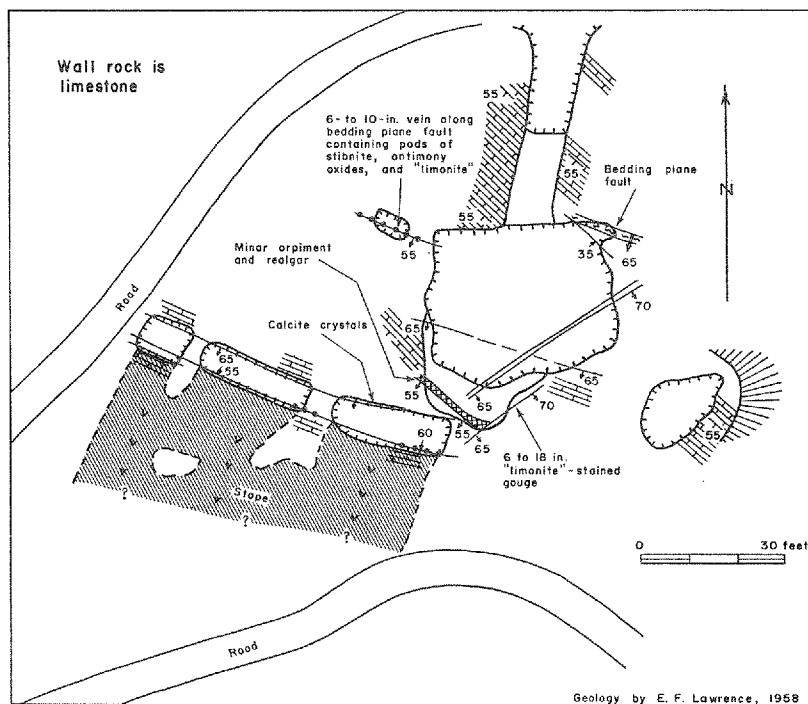 Wall rock is
limestone
6- to 10-in. vein along
bedding plane fault
containing pods of
stibnite, antimony
oxides, and "limonite"
55
55
55
55
Bedding plane
fault
N
35
65
70
Minor orpiment
and realgar
Road
Calcite crystals
65
65
55
65
55
65
70
60
55
65
55
6 to 18 in.
"limonite"-stained
gouge
Stope
?
?
?
0
30 feet
Road
Geology by E. F. Lawrence, 1958